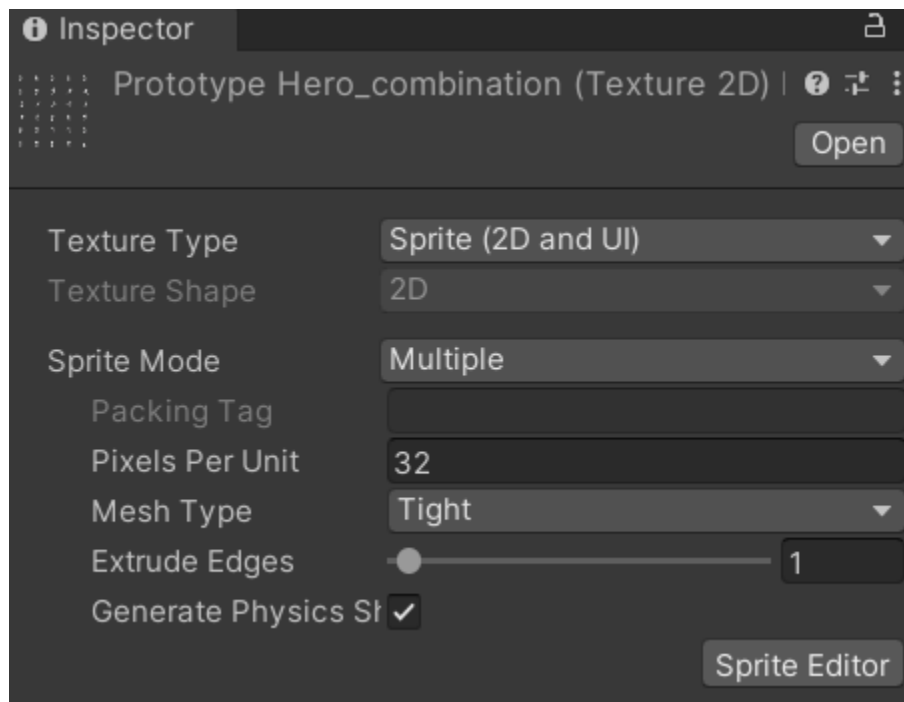 Inspector
Prototype Hero_combination (Texture 2D) I
Open
Texture Type Sprite (2D and UI)
Texture Shape 2D
Sprite Mode Multiple
Packing Tag
Pixels Per Unit 32
Mesh Type Tight
Extrude Edges 1
Generate Physics Sh
Sprite Editor